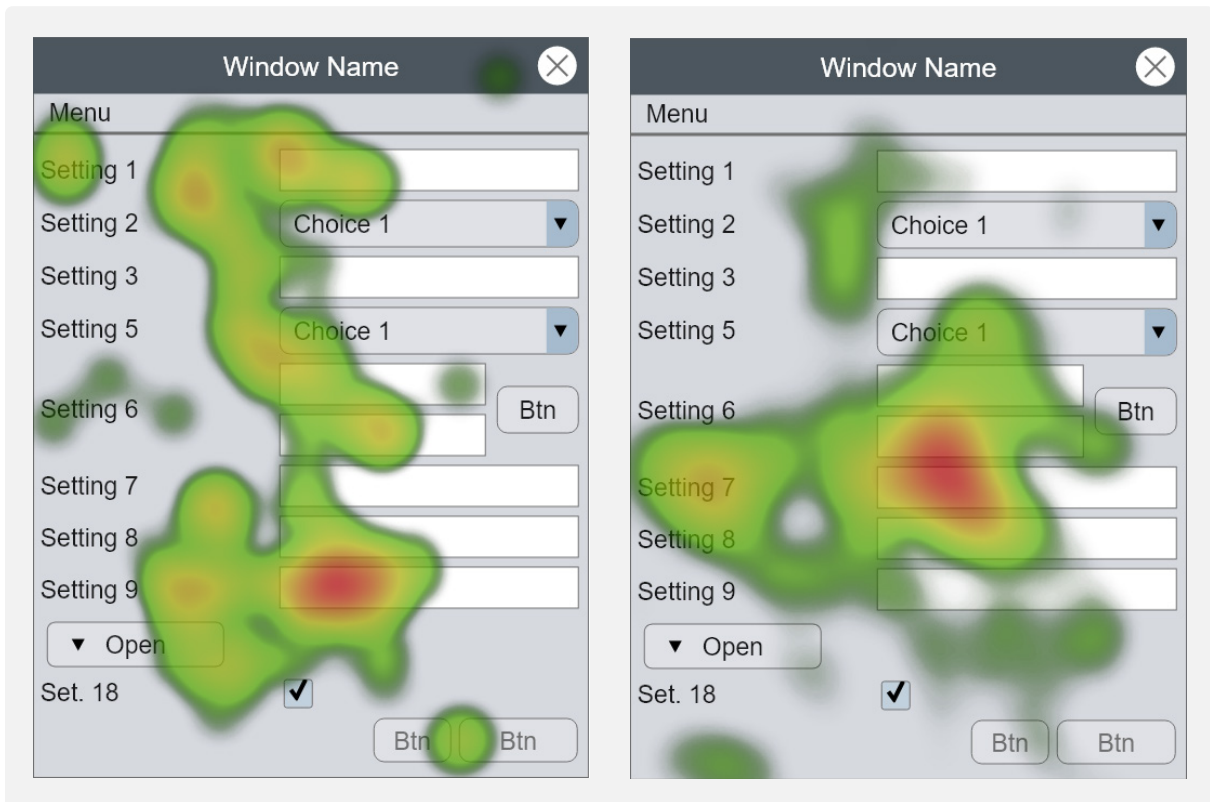 Window Name
Menu
Setting 1
Setting 2 Choice 1
Setting 3
Setting 5 Choice 1
Setting 6 Btn
Setting 7
Setting 8
Setting 9
▼ Open
Set. 18
Btn Btn
Window Name
Menu
Setting 1
Setting 2 Choice 1
Setting 3
Setting 5 Choice 1
Setting 6 Btn
Setting 7
Setting 8
Setting 9
▼ Open
Set. 18
Btn Btn